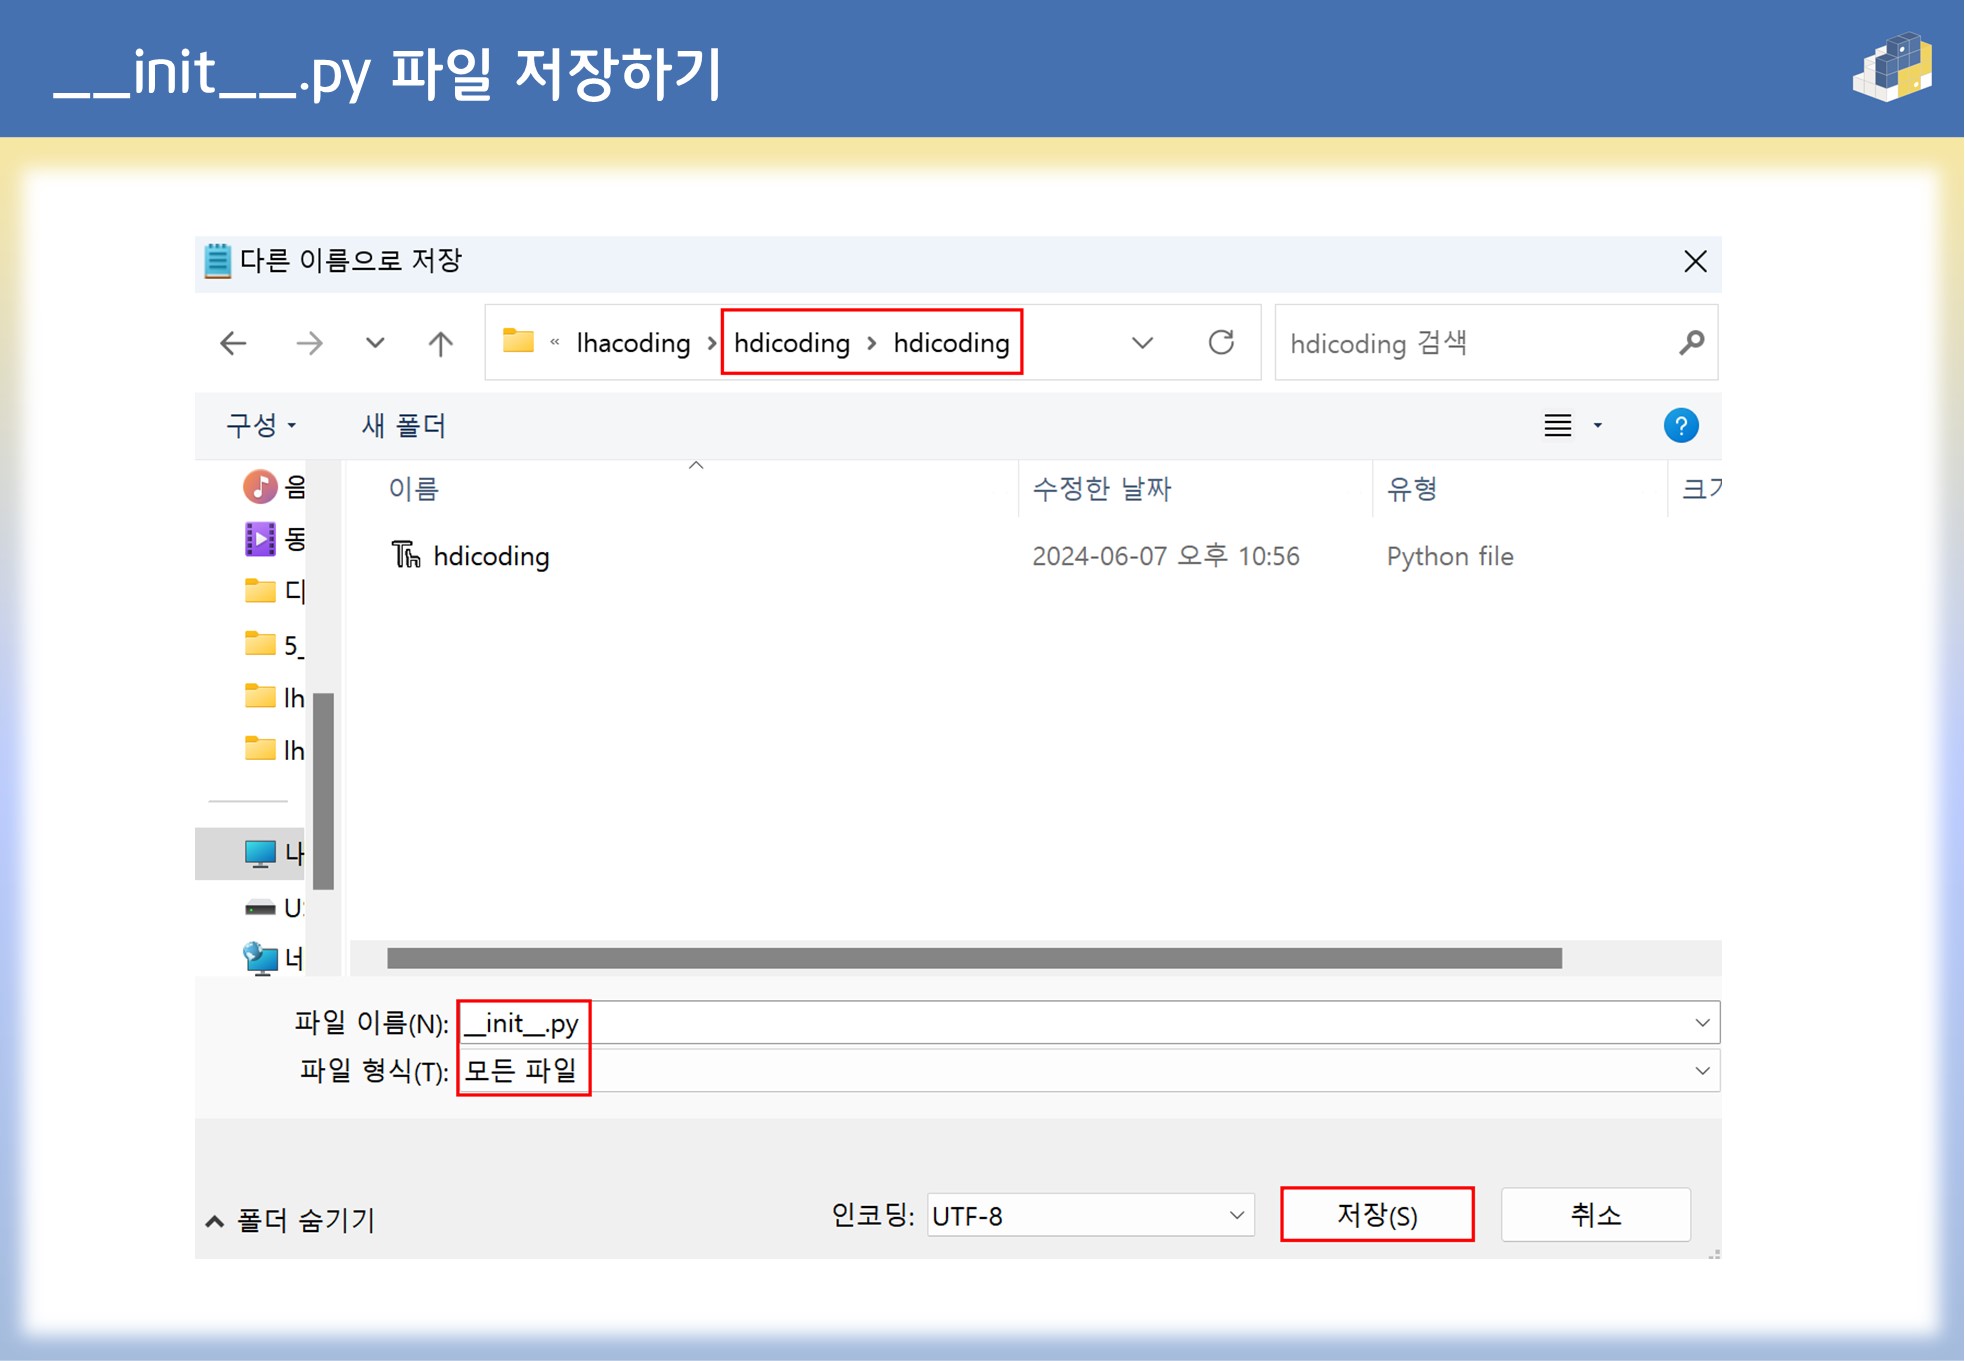 __init__.py 파일 저장하기
다른 이름으로 저장
« lhacoding > hdicoding > hdicoding
hdicoding 검색
구성 새 폴더
?
이름 수정한 날짜 유형 크기
hdicoding 2024-06-07 오후 10:56 Python file
음
동
디
5_
lh
lh
내
US
네
파일 이름(N): __init__.py
파일 형식(T): 모든 파일
폴더 숨기기 인코딩: UTF-8 저장(S) 취소